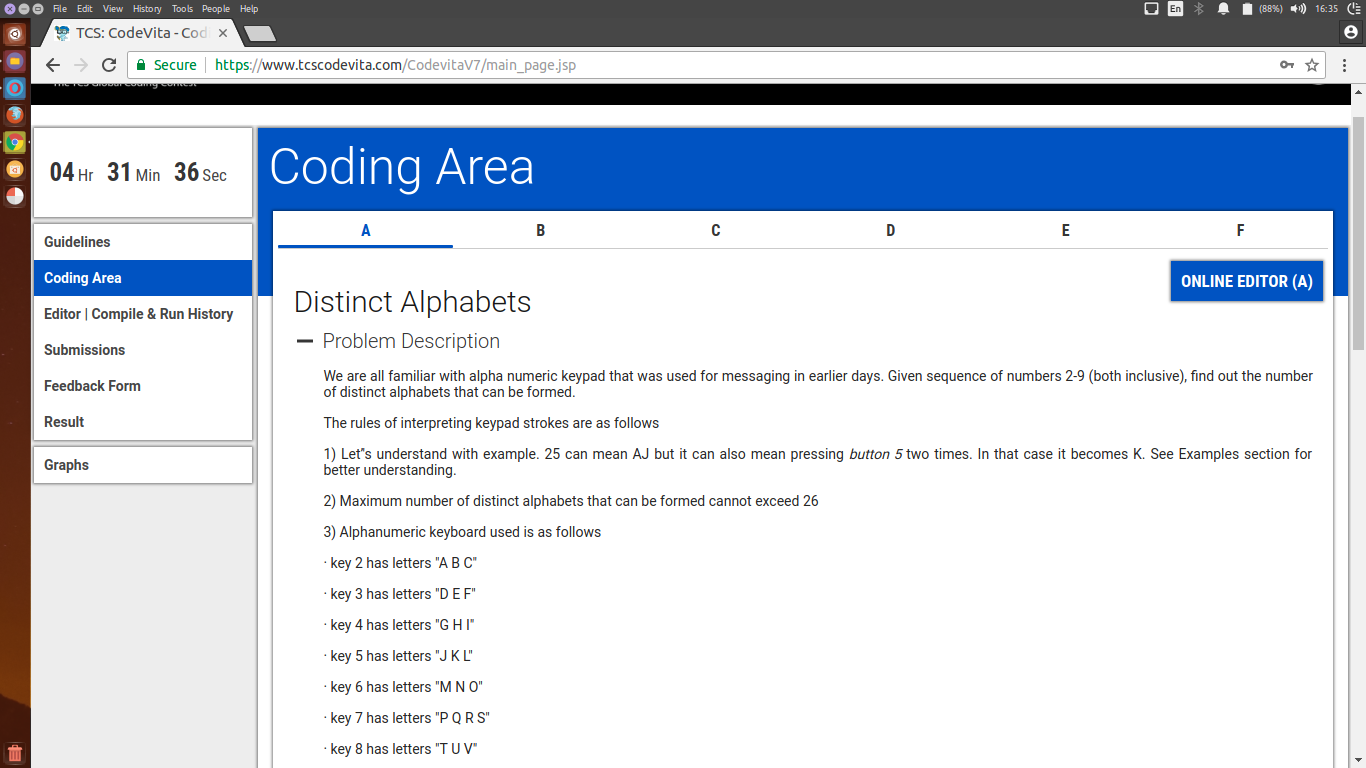 File Edit View History Tools People Help
En (88%) 16:35
TCS: CodeVita - Cod
Secure https://www.tcscodevita.com/CodevitaV7/main_page.jsp
The TCS Global Coding Contest
04 Hr 31 Min 36 Sec
Guidelines
Coding Area
Editor | Compile & Run History
Submissions
Feedback Form
Result
Graphs
Coding Area
A B C D E F
ONLINE EDITOR (A)
Distinct Alphabets
Problem Description
We are all familiar with alpha numeric keypad that was used for messaging in earlier days. Given sequence of numbers 2-9 (both inclusive), find out the number
of distinct alphabets that can be formed.
The rules of interpreting keypad strokes are as follows
1) Let''s understand with example. 25 can mean AJ but it can also mean pressing button 5 two times. In that case it becomes K. See Examples section for
better understanding.
2) Maximum number of distinct alphabets that can be formed cannot exceed 26
3) Alphanumeric keyboard used is as follows
· key 2 has letters "A B C"
· key 3 has letters "D E F"
· key 4 has letters "G H I"
· key 5 has letters "J K L"
· key 6 has letters "M N O"
· key 7 has letters "P Q R S"
· key 8 has letters "T U V"